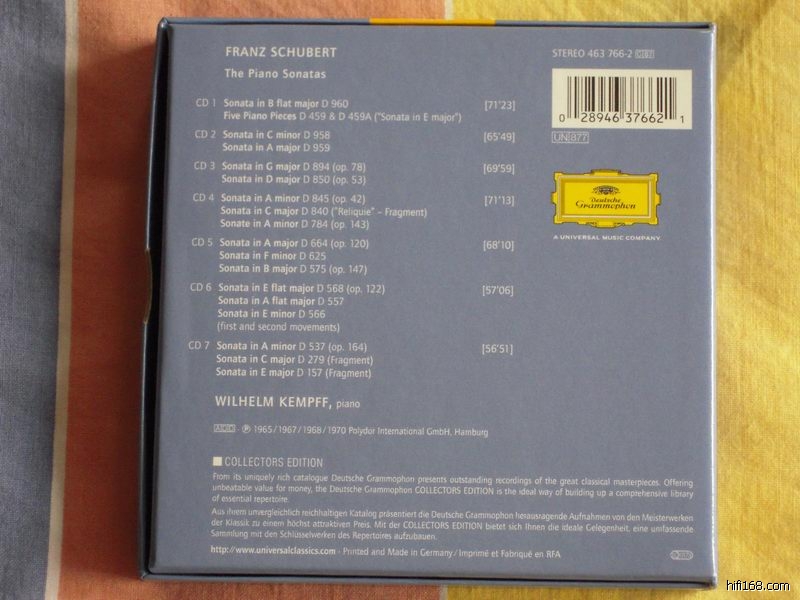 FRANZ SCHUBERT
The Piano Sonatas
STEREO 463 766-2
CD 1 Sonata in B flat major D 960 [71'23]
Five Piano Pieces D 459 & D 459A ("Sonata in E major")
CD 2 Sonata in C minor D 958 [65'49]
Sonata in A major D 959
CD 3 Sonata in G major D 894 (op. 78) [69'59]
Sonata in D major D 850 (op. 53)
CD 4 Sonata in A minor D 845 (op. 42) [71'13]
Sonata in C major D 840 ("Relique" – Fragment)
Sonate in A minor D 784 (op. 143)
CD 5 Sonata in A major D 664 (op. 120) [68'10]
Sonata in F minor D 625
Sonata in B major D 575 (op. 147)
CD 6 Sonata in E flat major D 568 (op. 122) [57'06]
Sonata in A flat major D 557
Sonata in E minor D 566
(first and second movements)
CD 7 Sonata in A minor D 537 (op. 164) [56'51]
Sonata in C major D 279 (Fragment)
Sonata in E major D 157 (Fragment)
0 28946 37662 1
UNI 877
Deutsche
Grammophon
A UNIVERSAL MUSIC COMPANY
WILHELM KEMPFF, piano
ADD · ℗ 1965/1967/1968/1970 Polydor International GmbH, Hamburg
COLLECTORS EDITION
From its uniquely rich catalogue Deutsche Grammophon presents outstanding recordings of the great classical masterpieces. Offering
unbeatable value for money, the Deutsche Grammophon COLLECTORS EDITION is the ideal way of building up a comprehensive library
of essential repertoire.
Aus ihrem unvergleichlich reichhaltigen Katalog präsentiert die Deutsche Grammophon herausragende Aufnahmen von den Meisterwerken
der Klassik zu einem höchst attraktiven Preis. Mit der COLLECTORS EDITION bietet sich Ihnen die ideale Gelegenheit, eine umfassende
Sammlung mit den Schlüsselwerken des Repertoires aufzubauen.
http://www.universalclassics.com · Printed and Made in Germany/Imprimé et Fabriqué en RFA
hifi168.com